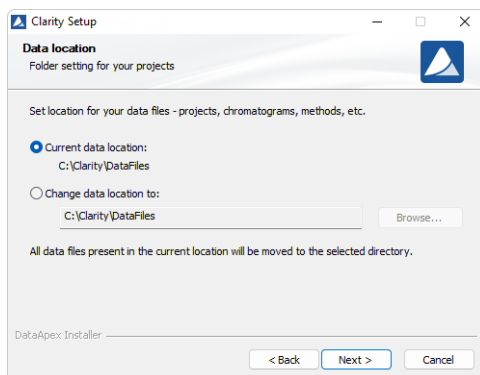 Clarity Setup
Data location
Folder setting for your projects
Set location for your data files - projects, chromatograms, methods, etc.
Current data location:
C:\Clarity\DataFiles
Change data location to:
C:\Clarity\DataFiles
Browse...
All data files present in the current location will be moved to the selected directory.
DataApex Installer
< Back
Next >
Cancel